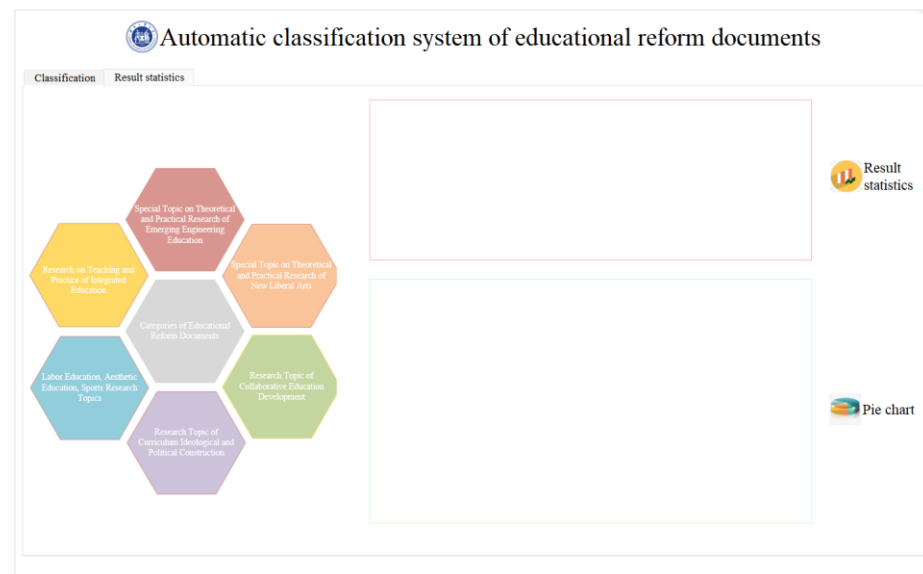 Automatic classification system of educational reform documents
Classification
Result statistics
Special Topic on Theoretical
and Practical Research of
Emerging Engineering
Education
Research on Teaching and
Practice of Integrated
Education
Special Topic on Theoretical
and Practical Research of
New Liberal Arts
Categories of Educational
Reform Documents
Labor Education, Aesthetic
Education, Sports Research
Topics
Research Topic of
Collaborative Education
Development
Research Topic of
Curriculum Ideological and
Political Construction
Result
statistics
Pie chart